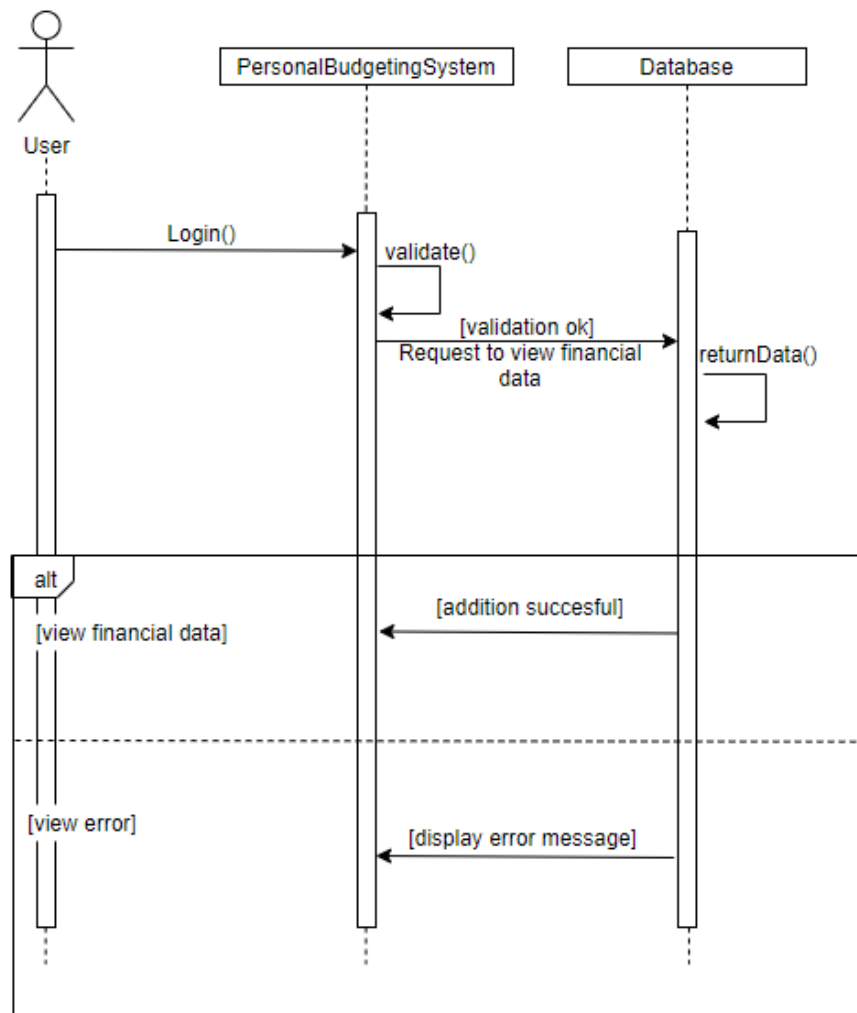 PersonalBudgetingSystem
Database
User
Login()
validate()
[validation ok]
Request to view financial
data
returnData()
alt
[addition succesful]
[view financial data]
[view error]
[display error message]